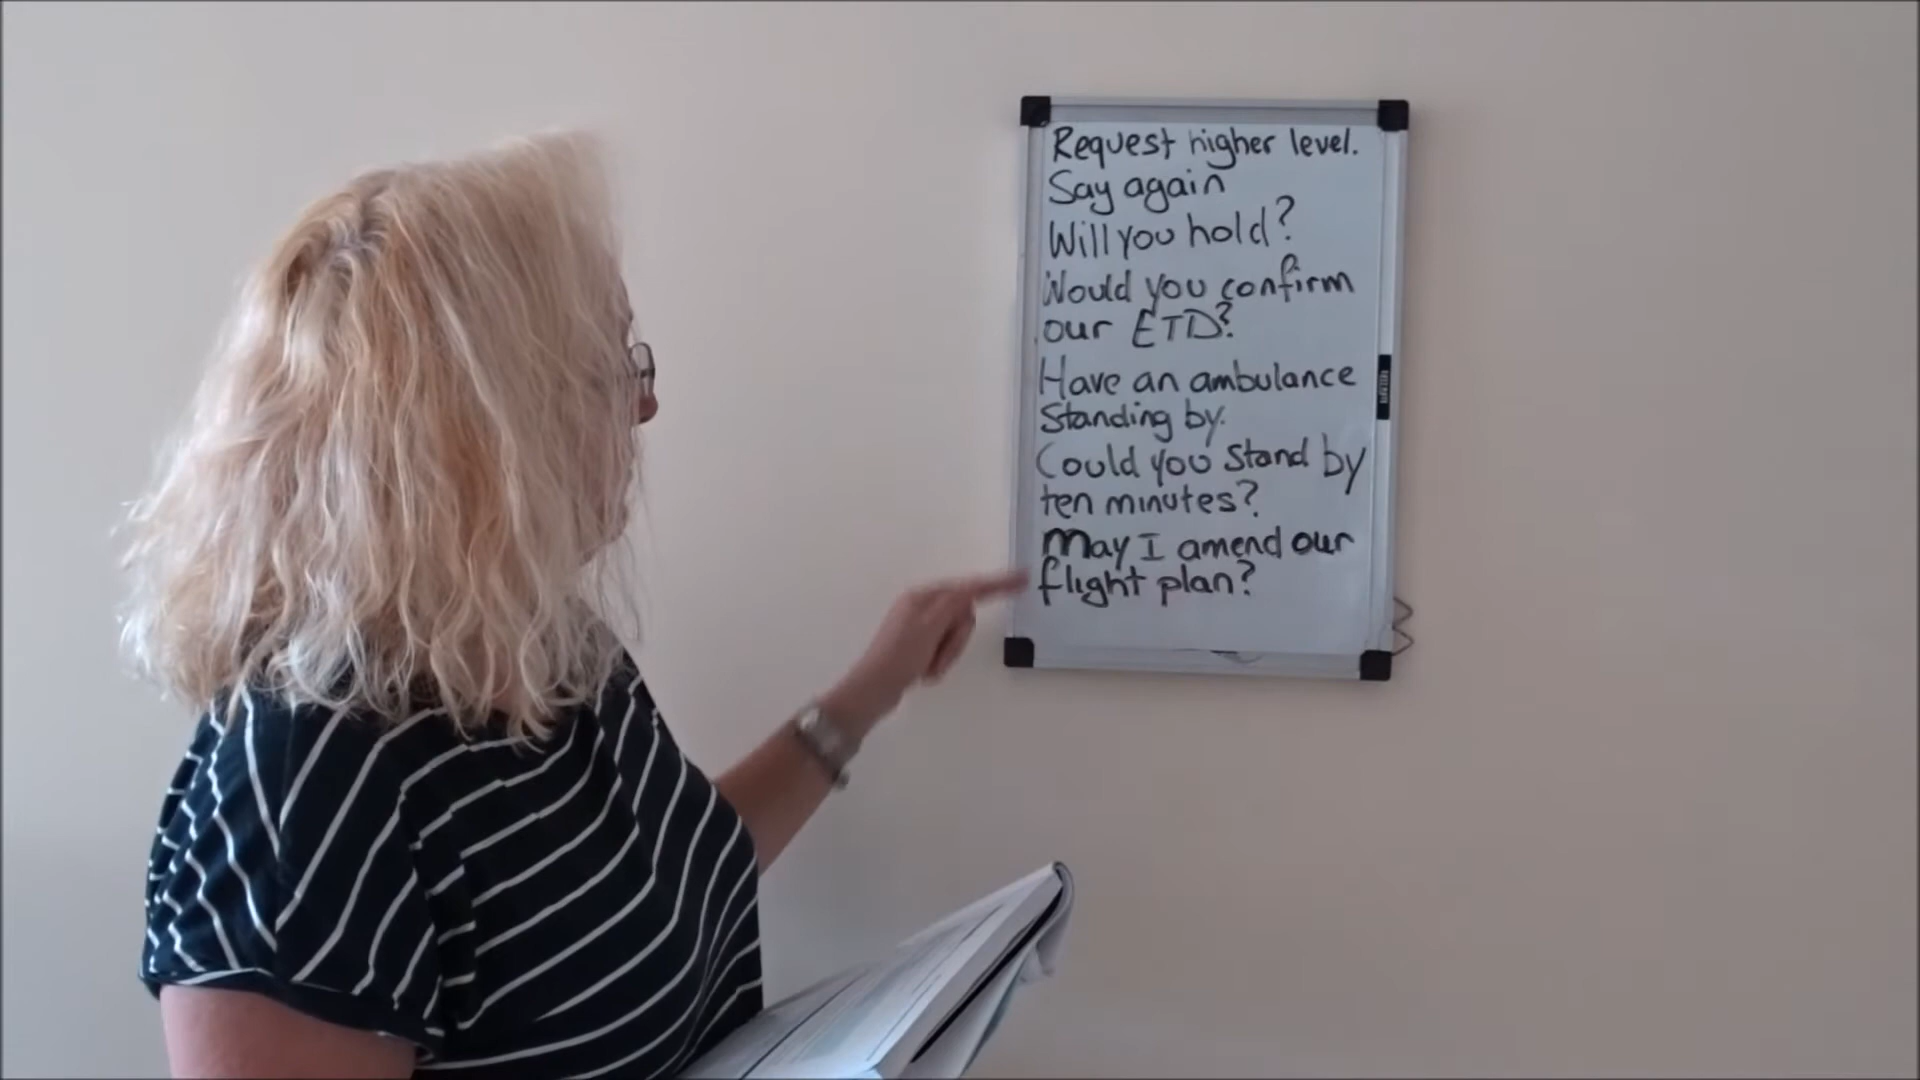 Request higher level.
Say again
Will you hold?
Would you confirm
our ETD?
Have an ambulance
Standing by.
Could you stand by
ten minutes?
May I amend our
flight plan?